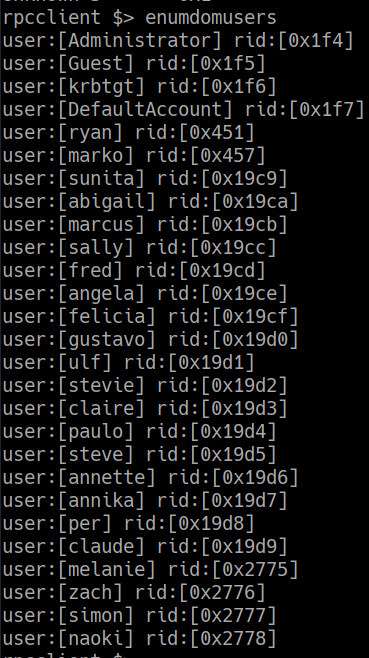 rpcclient $> enumdomusers
user:[Administrator] rid:[0x1f4]
user:[Guest] rid:[0x1f5]
user:[krbtgt] rid:[0x1f6]
user:[DefaultAccount] rid:[0x1f7]
user:[ryan] rid:[0x451]
user:[marko] rid:[0x457]
user:[sunita] rid:[0x19c9]
user:[abigail] rid:[0x19ca]
user:[marcus] rid:[0x19cb]
user:[sally] rid:[0x19cc]
user:[fred] rid:[0x19cd]
user:[angela] rid:[0x19ce]
user:[felicia] rid:[0x19cf]
user:[gustavo] rid:[0x19d0]
user:[ulf] rid:[0x19d1]
user:[stevie] rid:[0x19d2]
user:[claire] rid:[0x19d3]
user:[paulo] rid:[0x19d4]
user:[steve] rid:[0x19d5]
user:[annette] rid:[0x19d6]
user:[annika] rid:[0x19d7]
user:[per] rid:[0x19d8]
user:[claude] rid:[0x19d9]
user:[melanie] rid:[0x2775]
user:[zach] rid:[0x2776]
user:[simon] rid:[0x2777]
user:[naoki] rid:[0x2778]